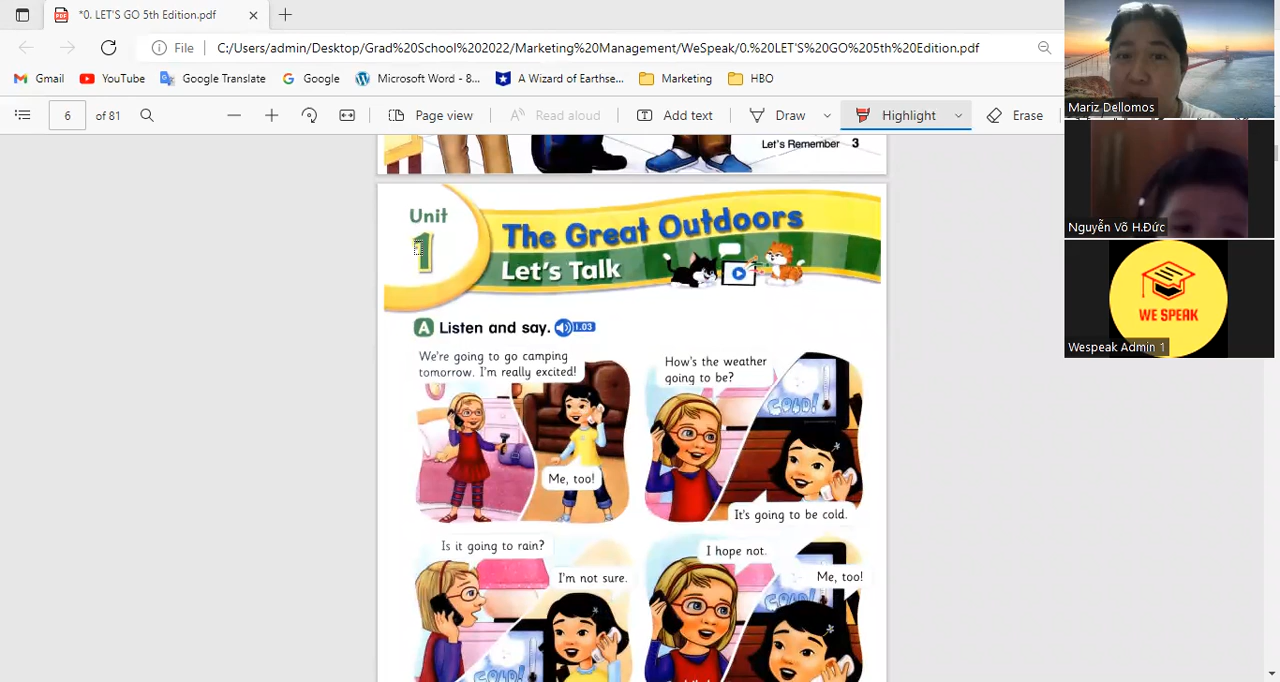 *0. LET'S GO 5th Edition.pdf
File
C:/Users/admin/Desktop/Grad%20School%202022/Marketing%20Management/WeSpeak/0.%20LET'S%20GO%205th%20Edition.pdf
Gmail
YouTube
Google Translate
Google
Microsoft Word - 8...
A Wizard of Earthse...
Marketing
HBO
6
of 81
Page view
Read aloud
Add text
Draw
Highlight
Erase
Mariz Dellomos
Nguyễn Võ H.Đức
WE SPEAK
Wespeak Admin 1
Let's Remember 3
Unit
1
The Great Outdoors
Let's Talk
A Listen and say. 1.03
We're going to go camping
tomorrow. I'm really excited!
Me, too!
How's the weather
going to be?
COLD!
It's going to be cold.
Is it going to rain?
I'm not sure.
COLD!
I hope not.
Me, too!
COLD!